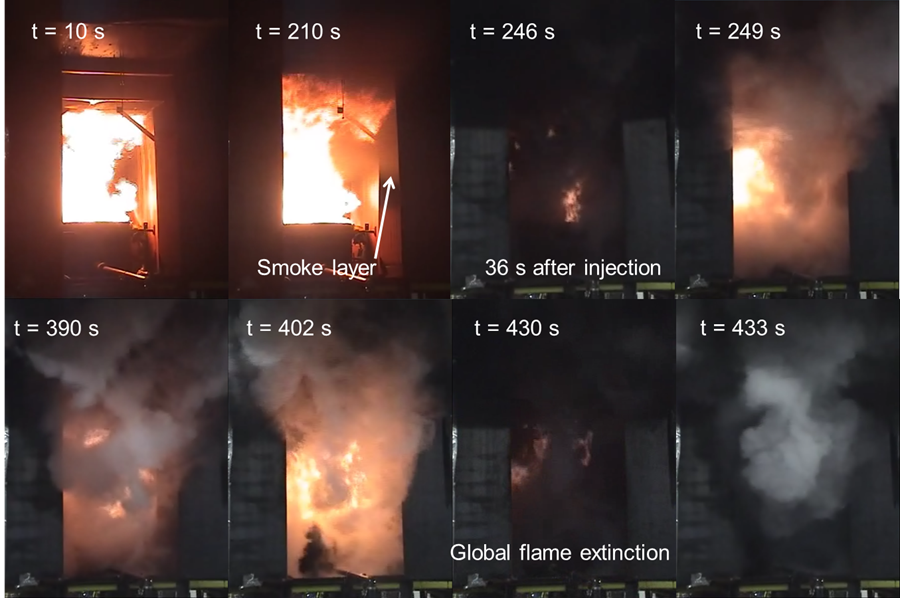 t = 10 s
t = 210 s
t = 246 s
t = 249 s
Smoke layer
36 s after injection
t = 390 s
t = 402 s
t = 430 s
t = 433 s
Global flame extinction